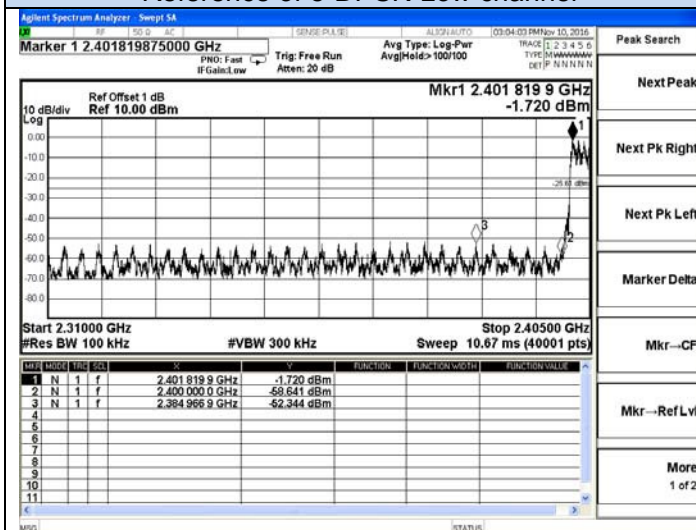 Reference of 8-DPSK Low channel
Agilent Spectrum Analyzer - Swept SA
RF 50 Ω AC SENSE:PULSE ALIGN AUTO 03:04:03 PM Nov 10, 2016
Marker 1 2.401819875000 GHz
PNO: Fast
IFGain:Low
Trig: Free Run
Atten: 20 dB
Avg Type: Log-Pwr
Avg|Hold:> 100/100
TRACE 1 2 3 4 5 6
TYPE MWWWWW
DET P N N N N N
Peak Search
Mkr1 2.401 819 9 GHz
-1.720 dBm
Ref Offset 1 dB
10 dB/div Ref 10.00 dBm
Log
0.00
-10.0
-20.0
-30.0
-40.0
-50.0
-60.0
-70.0
-80.0
1
2
3
Start 2.31000 GHz Stop 2.40500 GHz
#Res BW 100 kHz #VBW 300 kHz Sweep 10.67 ms (40001 pts)
MKR MODE TRC SCL X Y FUNCTION FUNCTION WIDTH FUNCTION VALUE
1 N 1 f 2.401 819 9 GHz -1.720 dBm
2 N 1 f 2.400 000 0 GHz -58.641 dBm
3 N 1 f 2.384 966 9 GHz -52.344 dBm
4
5
6
7
8
9
10
11
MSG STATUS
Next Peak
Next Pk Right
Next Pk Left
Marker Delta
Mkr→CF
Mkr→Ref Lvl
More
1 of 2